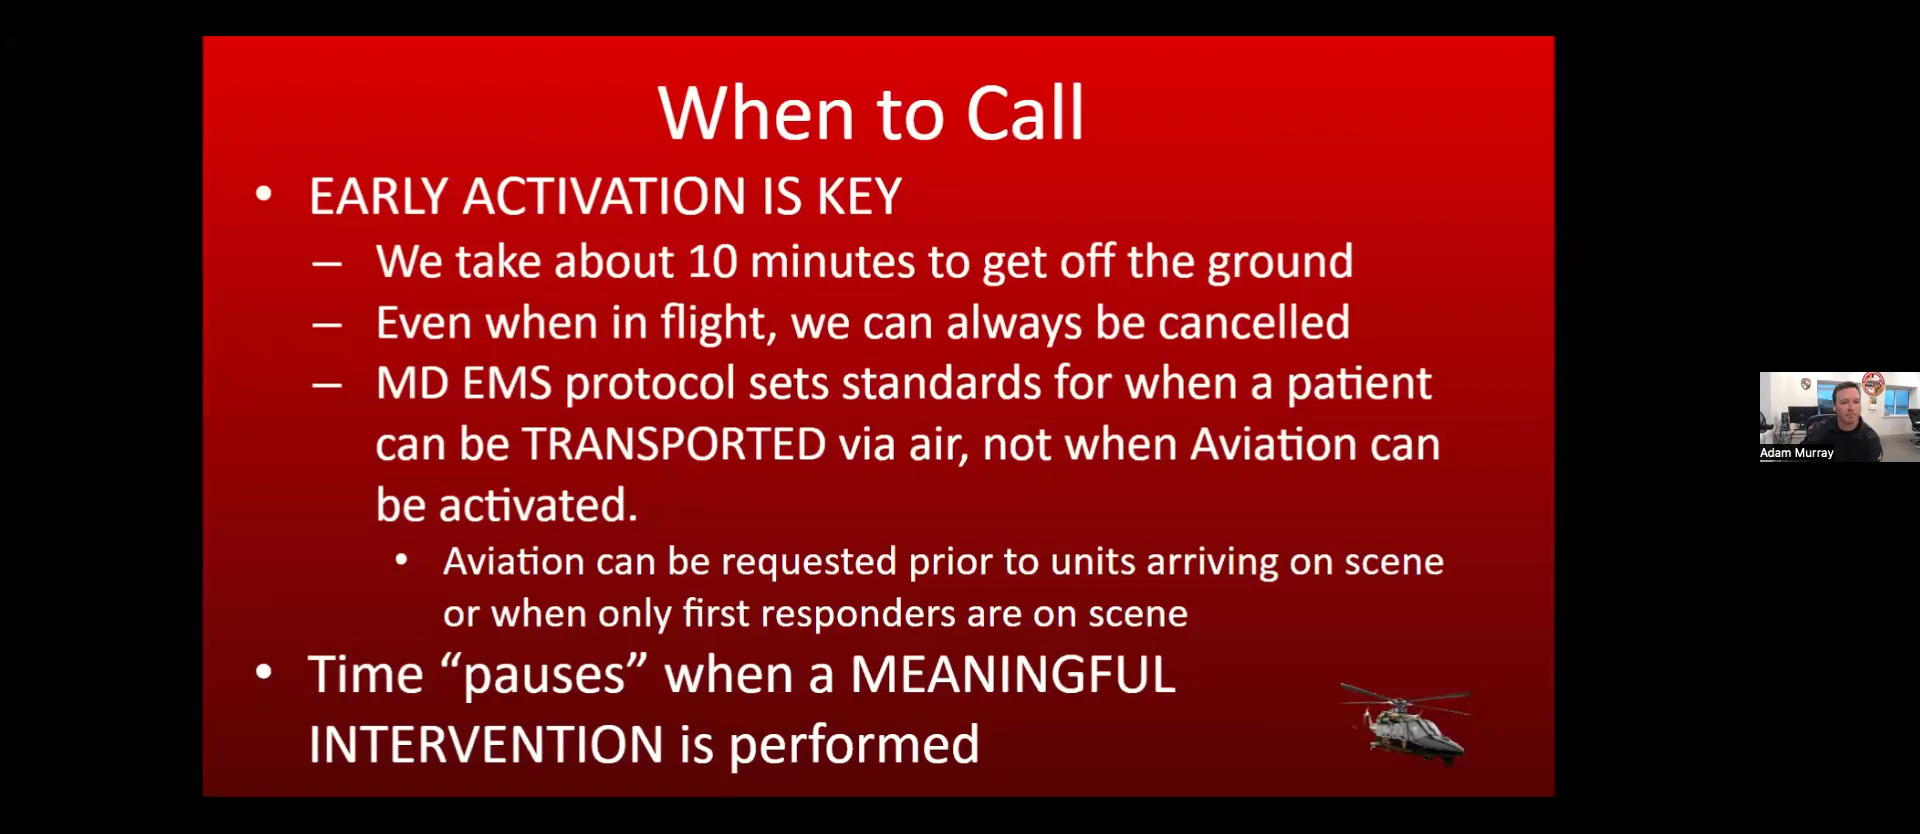 When to Call
• EARLY ACTIVATION IS KEY
– We take about 10 minutes to get off the ground
– Even when in flight, we can always be cancelled
– MD EMS protocol sets standards for when a patient
can be TRANSPORTED via air, not when Aviation can
be activated.
• Aviation can be requested prior to units arriving on scene
or when only first responders are on scene
• Time “pauses” when a MEANINGFUL
INTERVENTION is performed
Adam Murray